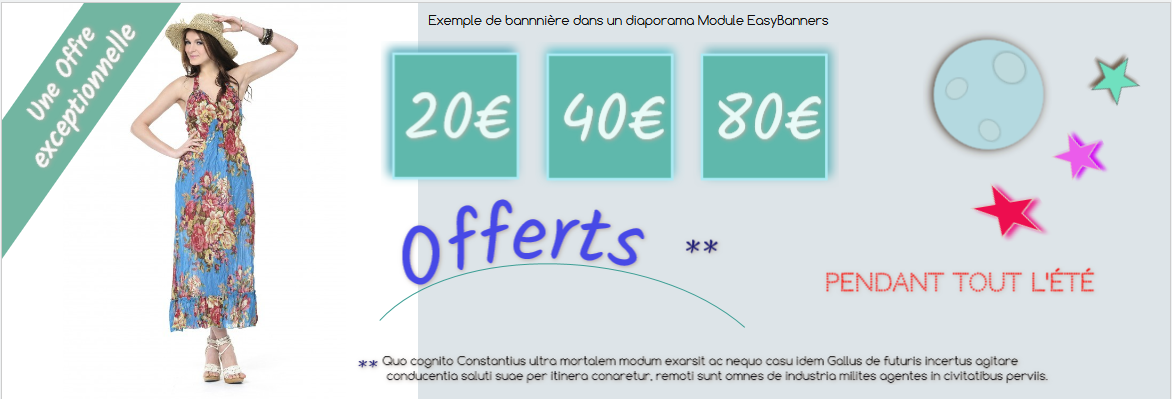 Exemple de bannnière dans un diaporama Module EasyBanners
Une Offre
exceptionnelle
20€ 40€ 80€
Offerts **
PENDANT TOUT L'ÉTÉ
** Quo cognito Constantius ultra mortalem modum exarsit ac nequo casu idem Gallus de futuris incertus agitare
conducentia saluti suae per itinera conaretur, remoti sunt omnes de industria milites agentes in civitatibus perviis.